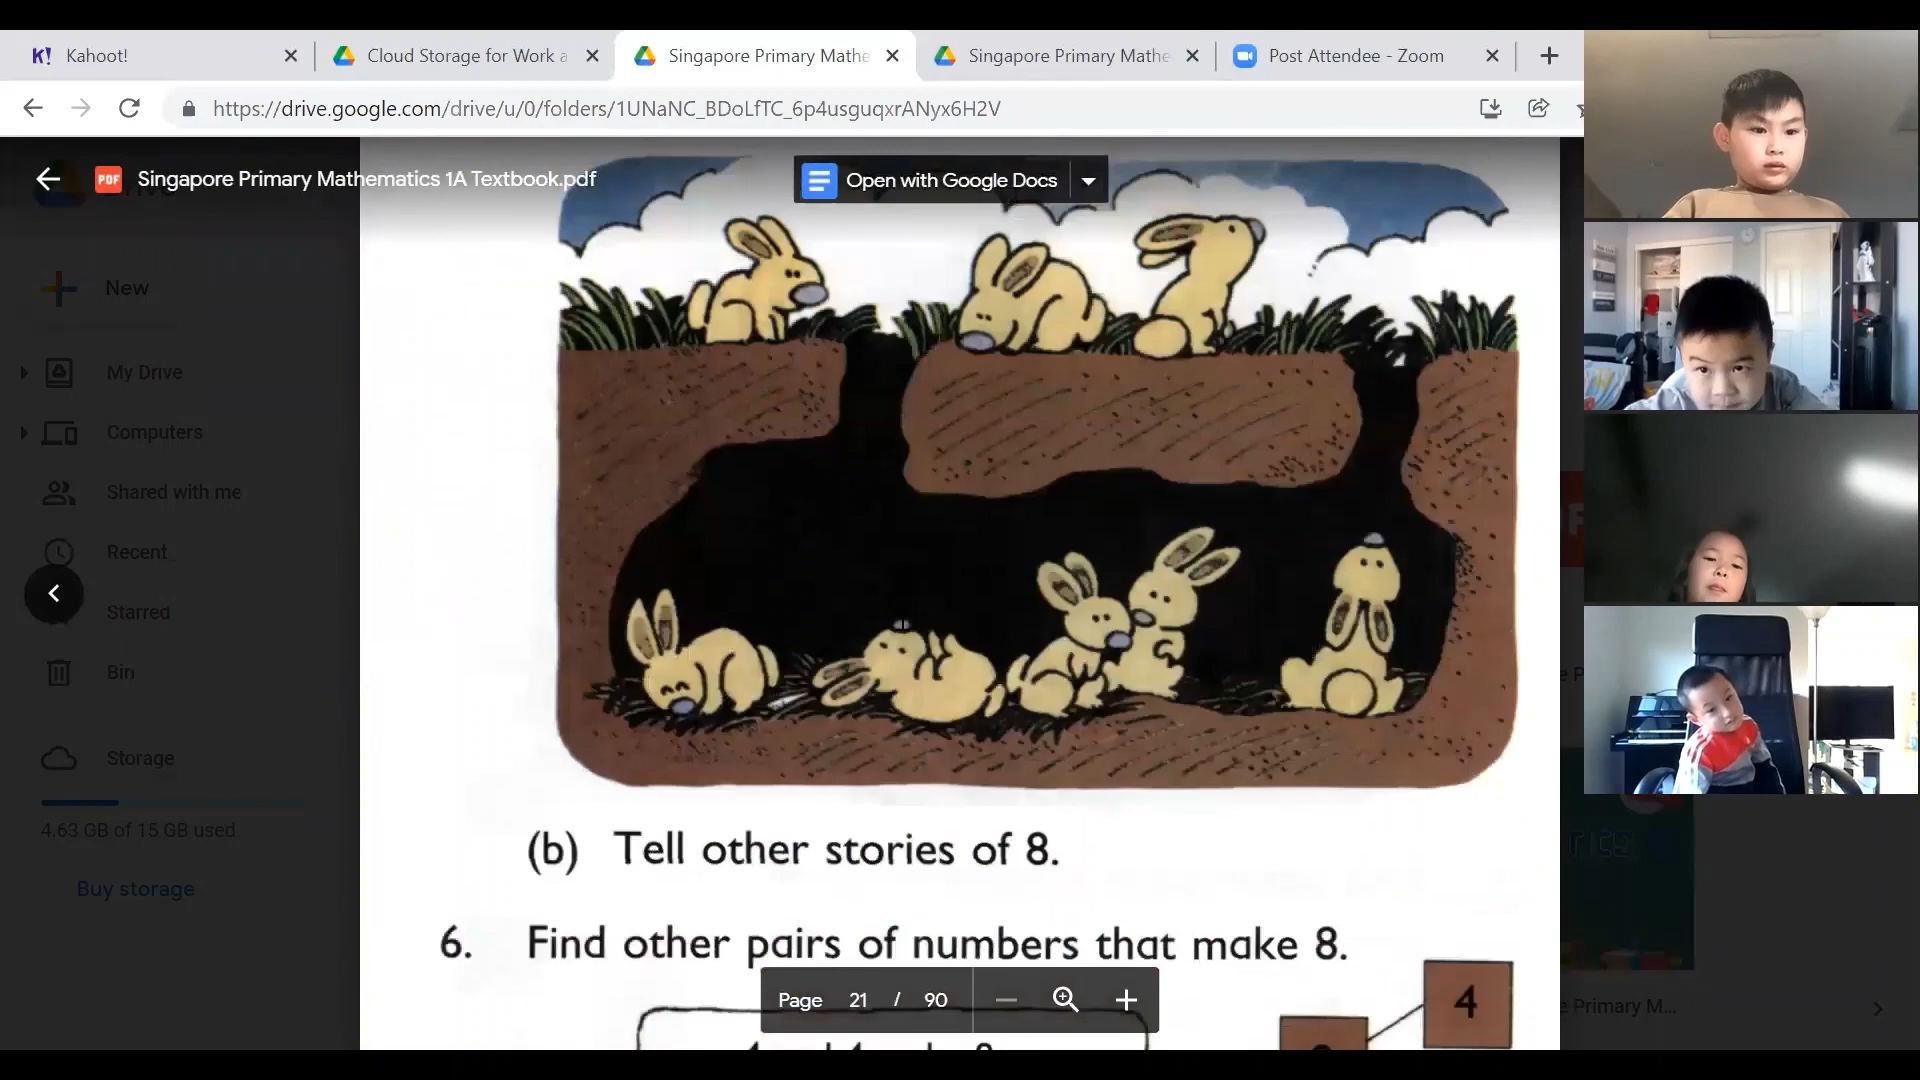 K! Kahoot!
Cloud Storage for Work a
Singapore Primary Mathe
Singapore Primary Mathe
Post Attendee - Zoom
https://drive.google.com/drive/u/0/folders/1UNaNC_BDoLfTC_6p4usguqxrANyx6H2V
PDF Singapore Primary Mathematics 1A Textbook.pdf
Open with Google Docs
New
My Drive
Computers
Shared with me
Recent
Starred
Bin
Storage
4.63 GB of 15 GB used
Buy storage
(b) Tell other stories of 8.
6. Find other pairs of numbers that make 8.
4
Page 21 / 90
e Primary M...